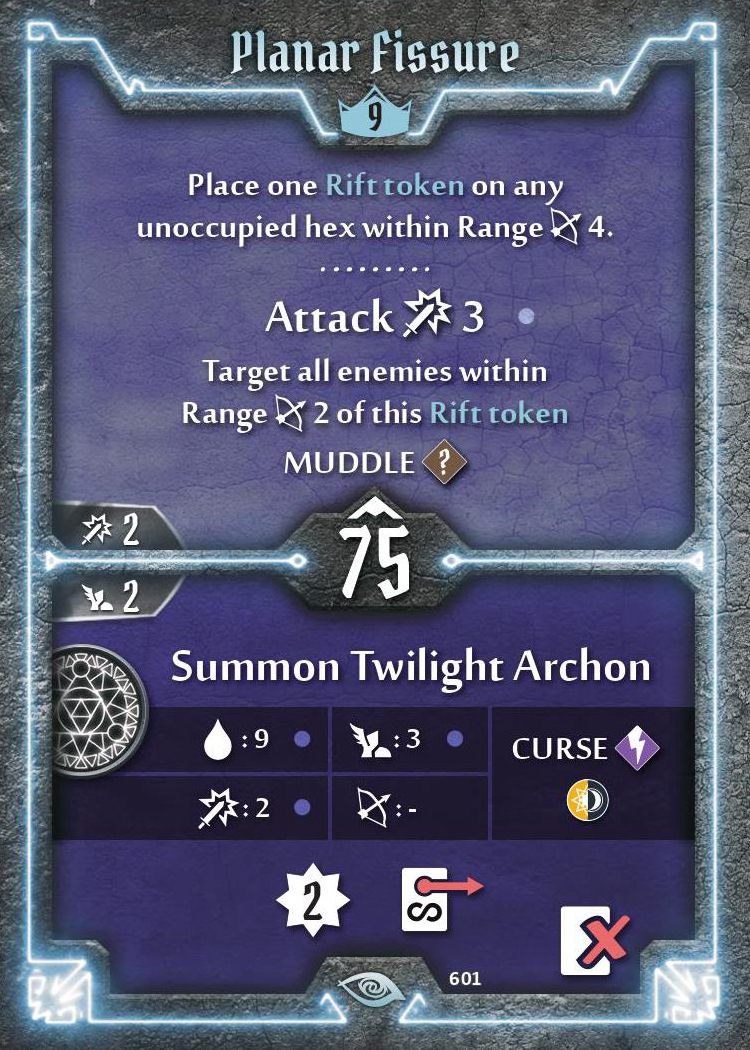 Planar Fissure
9
Place one Rift token on any
unoccupied hex within Range 4.
.........
Attack 3
Target all enemies within
Range 2 of this Rift token
MUDDLE ?
2
75
2
Summon Twilight Archon
: 9
: 3
CURSE
: 2
: -
2
601